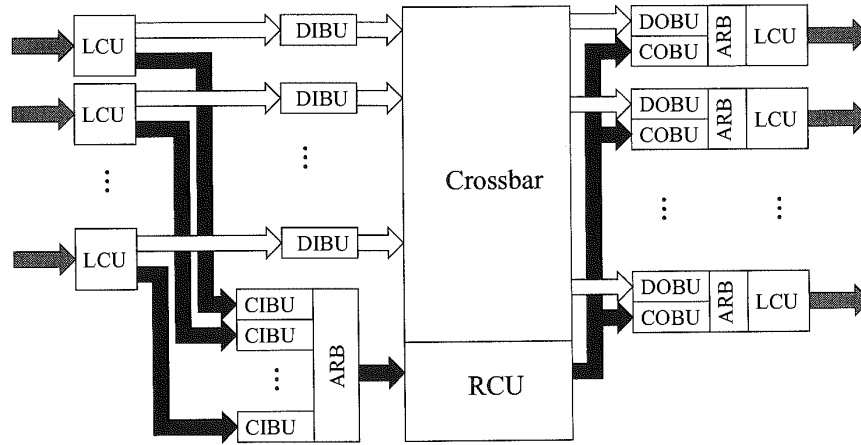 LCU
DIBU
DOBU
ARB
LCU
COBU
LCU
DIBU
DOBU
ARB
LCU
COBU
...
...
Crossbar
...
...
LCU
DIBU
DOBU
ARB
LCU
COBU
CIBU
CIBU
...
CIBU
ARB
RCU